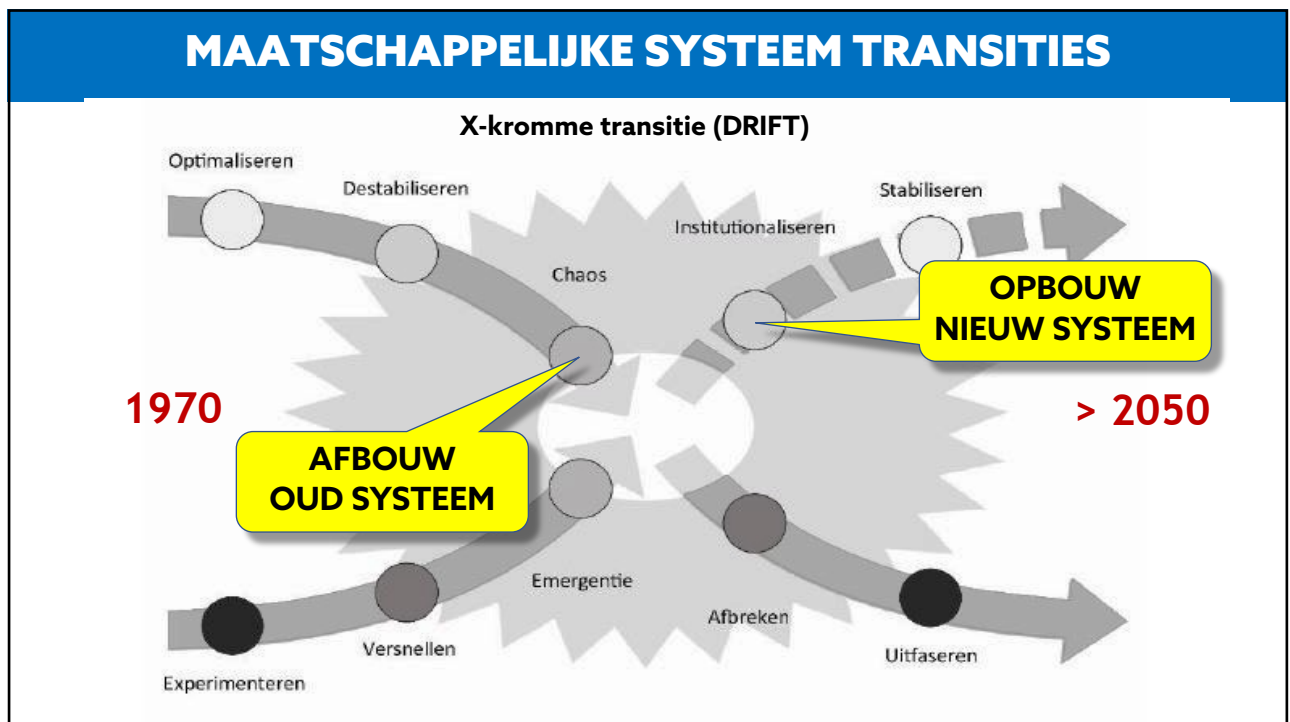 MAATSCHAPPELIJKE SYSTEEM TRANSITIES
X-kromme transitie (DRIFT)
Optimaliseren
Destabiliseren
Stabiliseren
Institutionaliseren
Chaos
OPBOUW
NIEUW SYSTEEM
1970
> 2050
AFBOUW
OUD SYSTEEM
Emergentie
Afbreken
Versnellen
Uitfaseren
Experimenteren